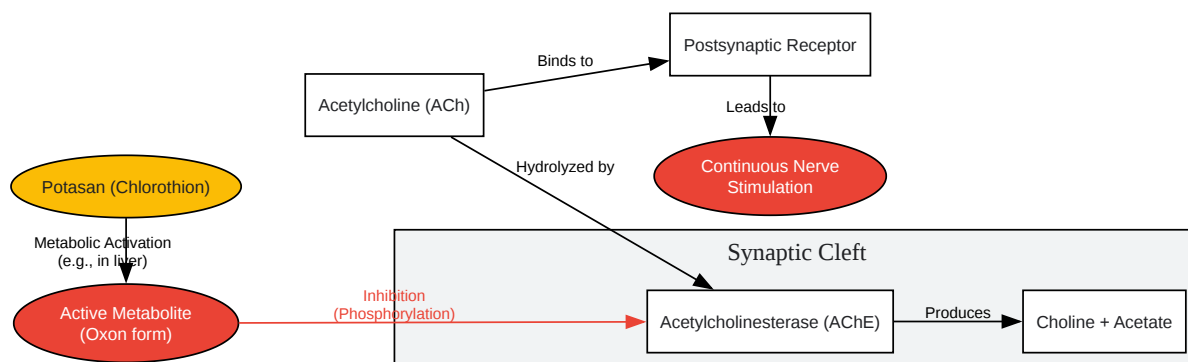 Postsynaptic Receptor
Binds to
Acetylcholine (ACh)
Leads to
Continuous Nerve
Stimulation
Hydrolyzed by
Potasan (Chlorothion)
Metabolic Activation
(e.g., in liver)
Synaptic Cleft
Active Metabolite
(Oxon form)
Inhibition
(Phosphorylation)
Acetylcholinesterase (AChE)
Produces
Choline + Acetate